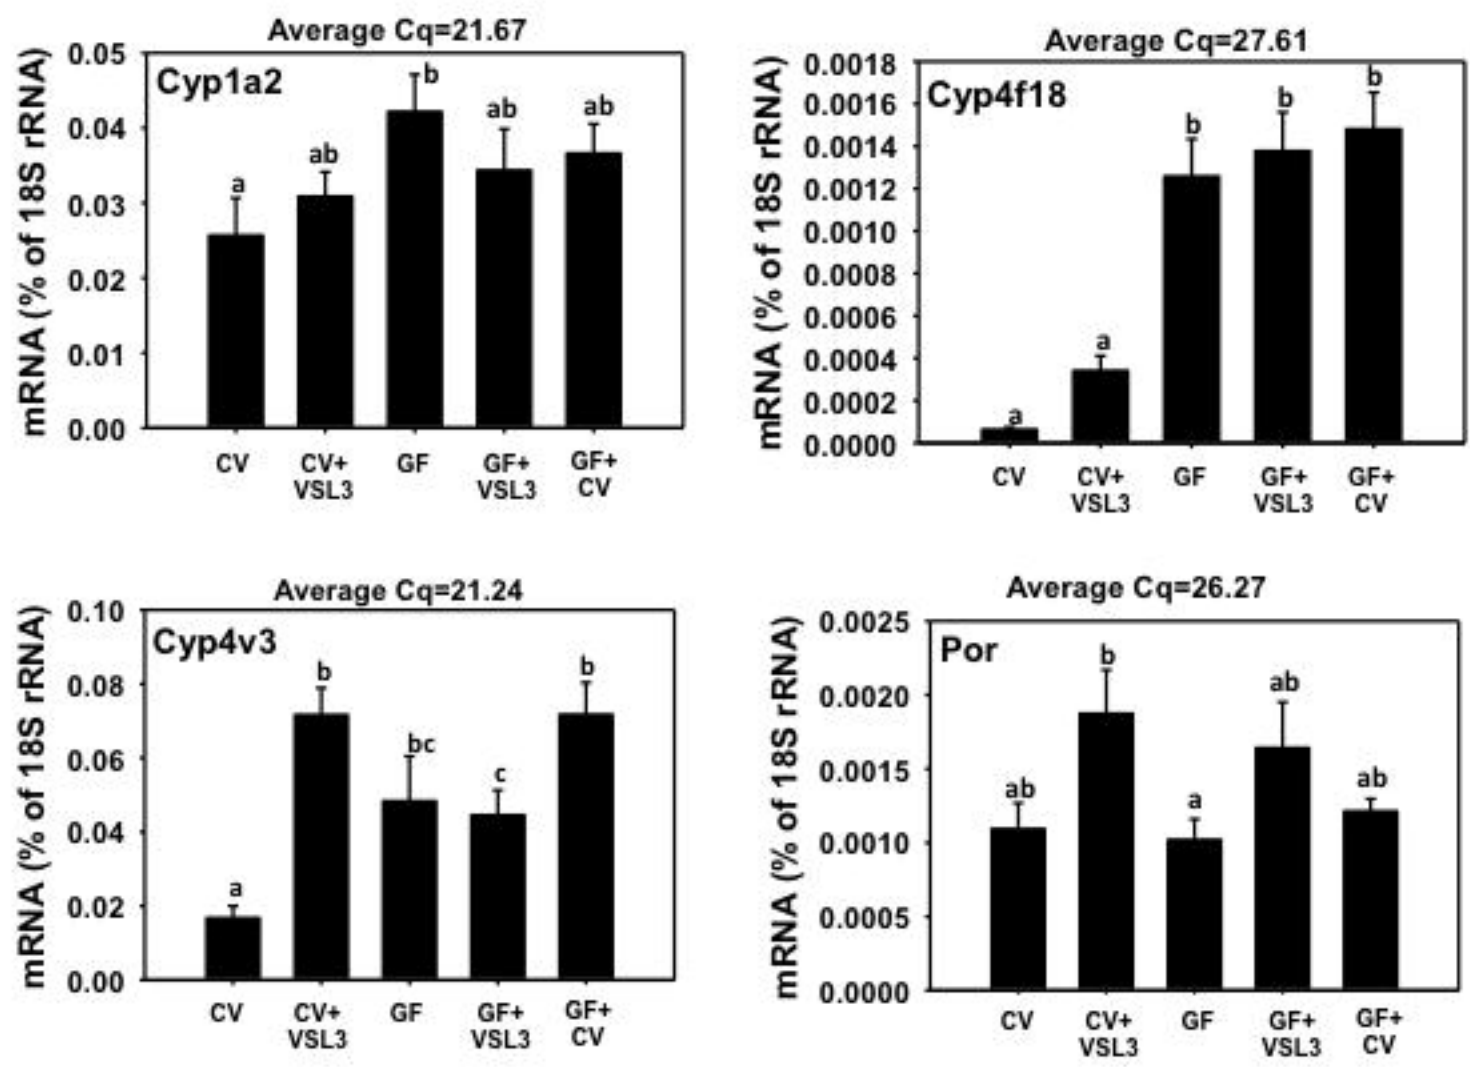 Average Cq=21.67
Cyp1a2
mRNA (% of 18S rRNA)
0.05
0.04
0.03
0.02
0.01
0.00
a
ab
b
ab
ab
CV
CV+
VSL3
GF
GF+
VSL3
GF+
CV
Average Cq=27.61
Cyp4f18
mRNA (% of 18S rRNA)
0.0018
0.0016
0.0014
0.0012
0.0010
0.0008
0.0006
0.0004
0.0002
0.0000
a
a
b
b
b
CV
CV+
VSL3
GF
GF+
VSL3
GF+
CV
Average Cq=21.24
Cyp4v3
mRNA (% of 18S rRNA)
0.10
0.08
0.06
0.04
0.02
0.00
a
b
bc
c
b
CV
CV+
VSL3
GF
GF+
VSL3
GF+
CV
Average Cq=26.27
Por
mRNA (% of 18S rRNA)
0.0025
0.0020
0.0015
0.0010
0.0005
0.0000
ab
b
a
ab
ab
CV
CV+
VSL3
GF
GF+
VSL3
GF+
CV